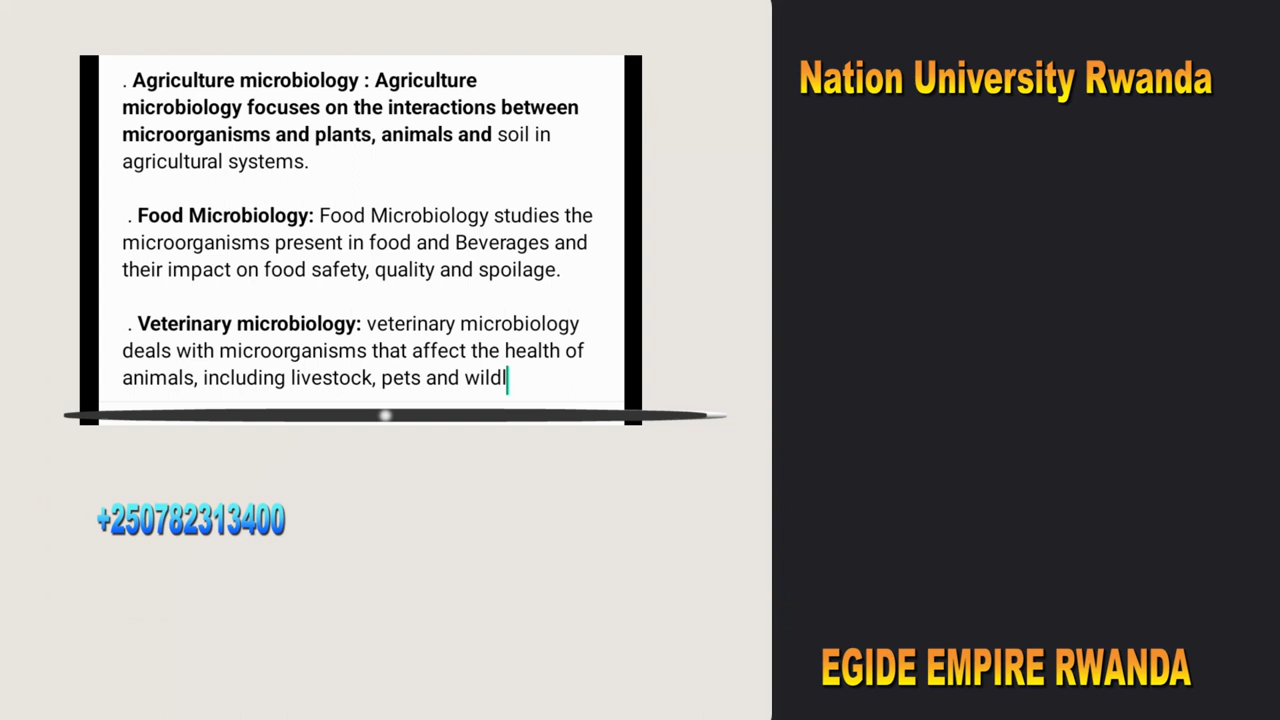 . Agriculture microbiology : Agriculture
microbiology focuses on the interactions between
microorganisms and plants, animals and soil in
agricultural systems.
. Food Microbiology: Food Microbiology studies the
microorganisms present in food and Beverages and
their impact on food safety, quality and spoilage.
. Veterinary microbiology: veterinary microbiology
deals with microorganisms that affect the health of
animals, including livestock, pets and wildl
+250782313400
Nation University Rwanda
EGIDE EMPIRE RWANDA